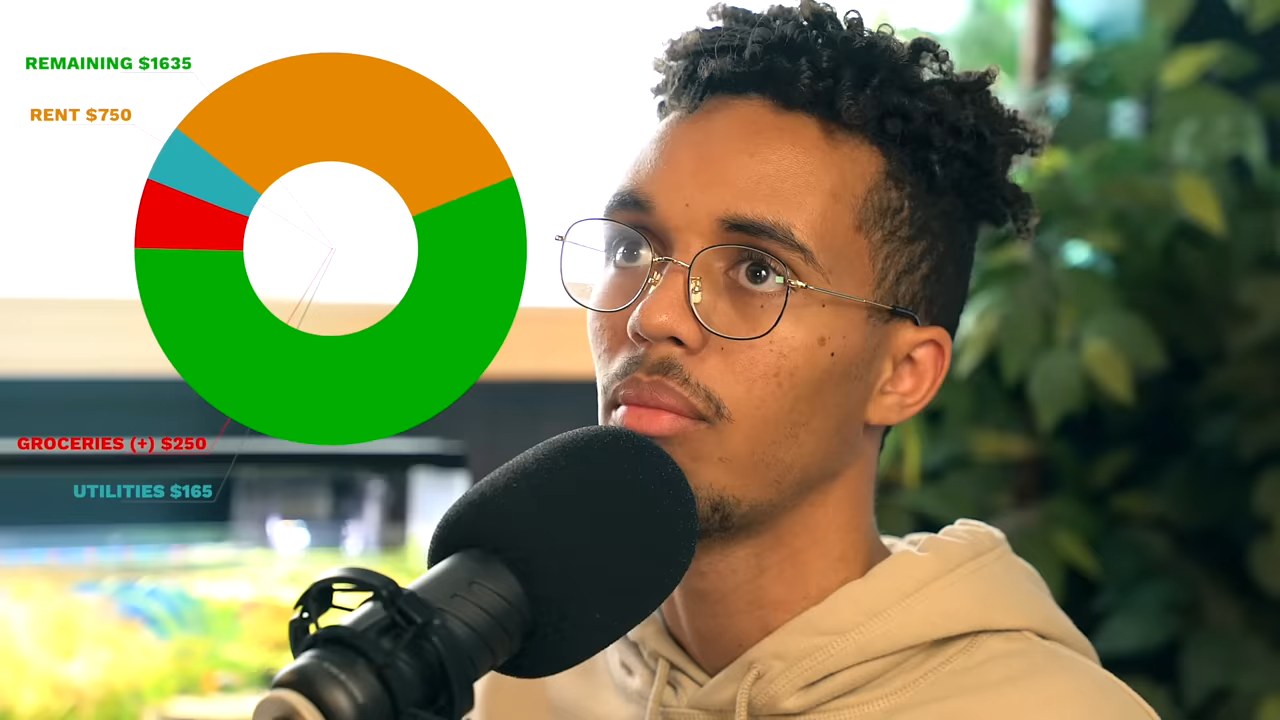 REMAINING $1635
RENT $750
GROCERIES (+) $250
UTILITIES $165